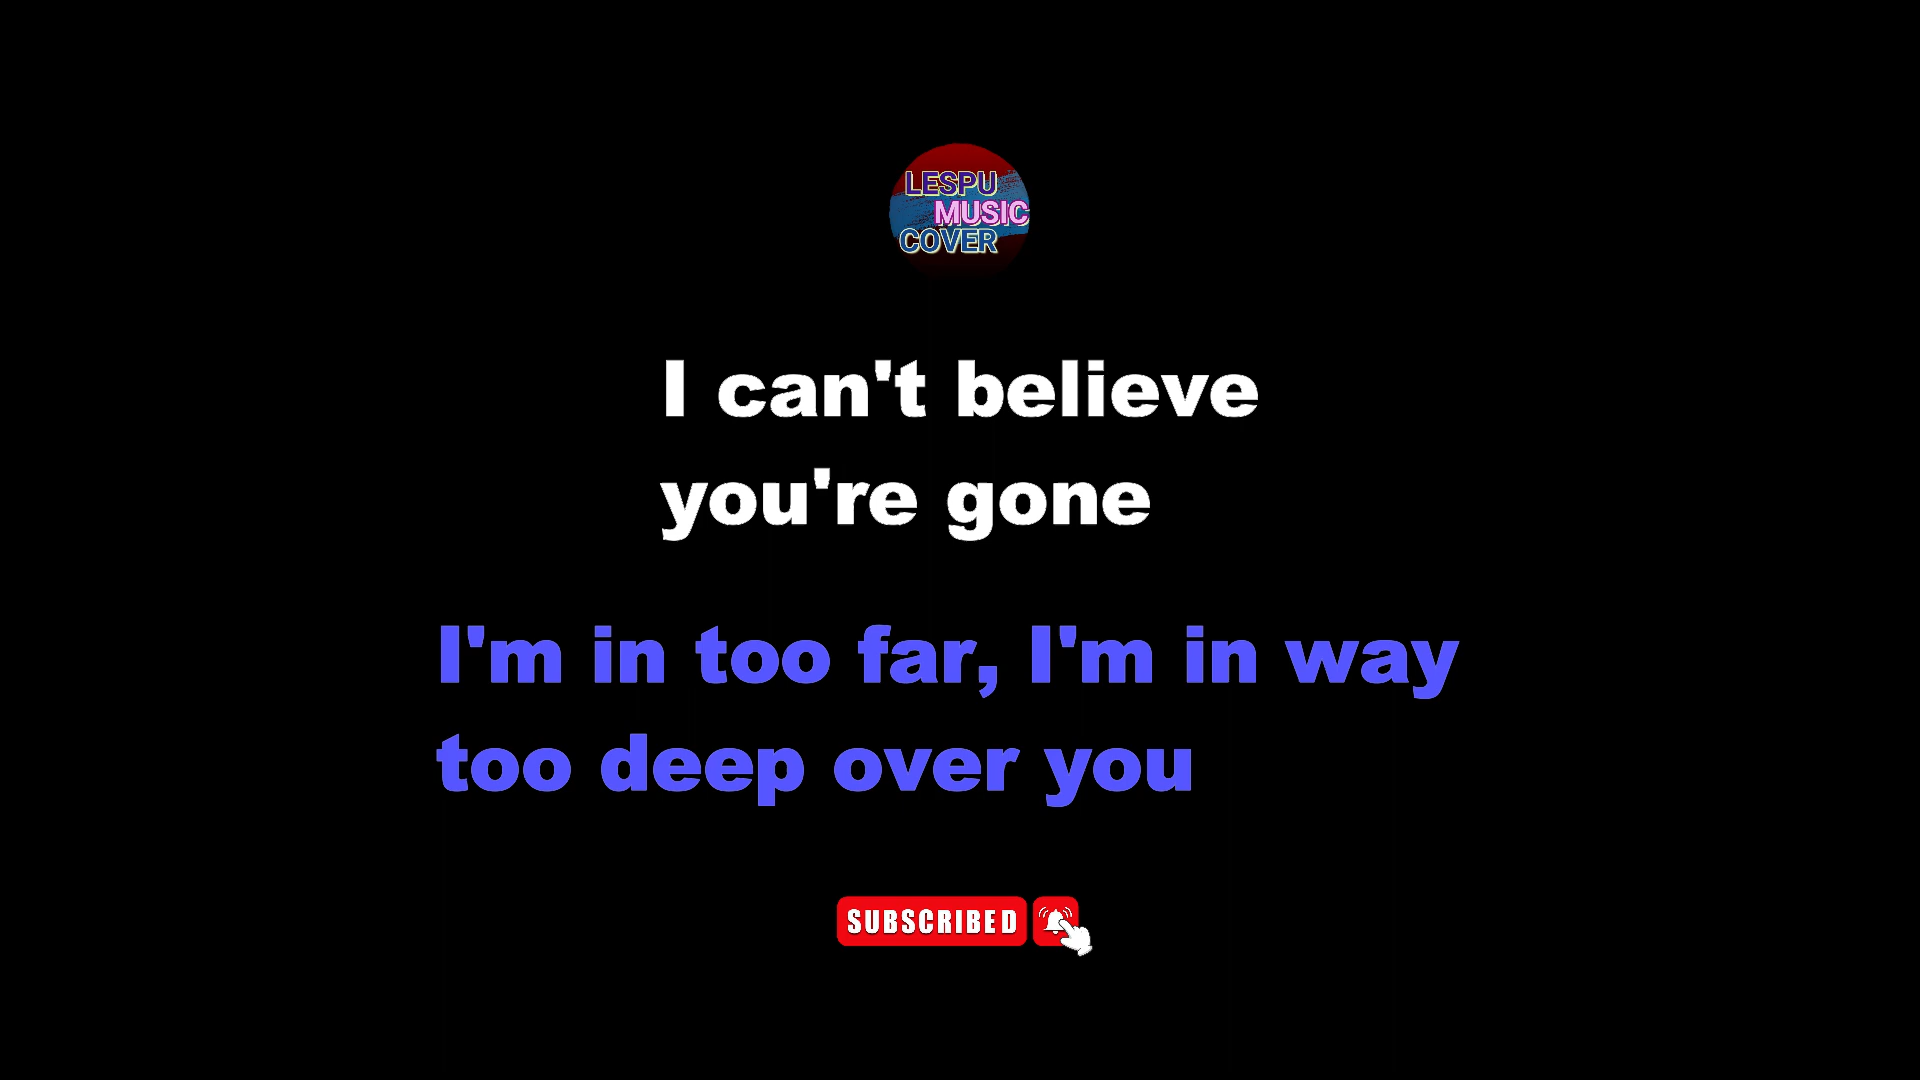 LESPU
MUSIC
COVER
I can't believe
you're gone
I'm in too far, I'm in way
too deep over you
SUBSCRIBED